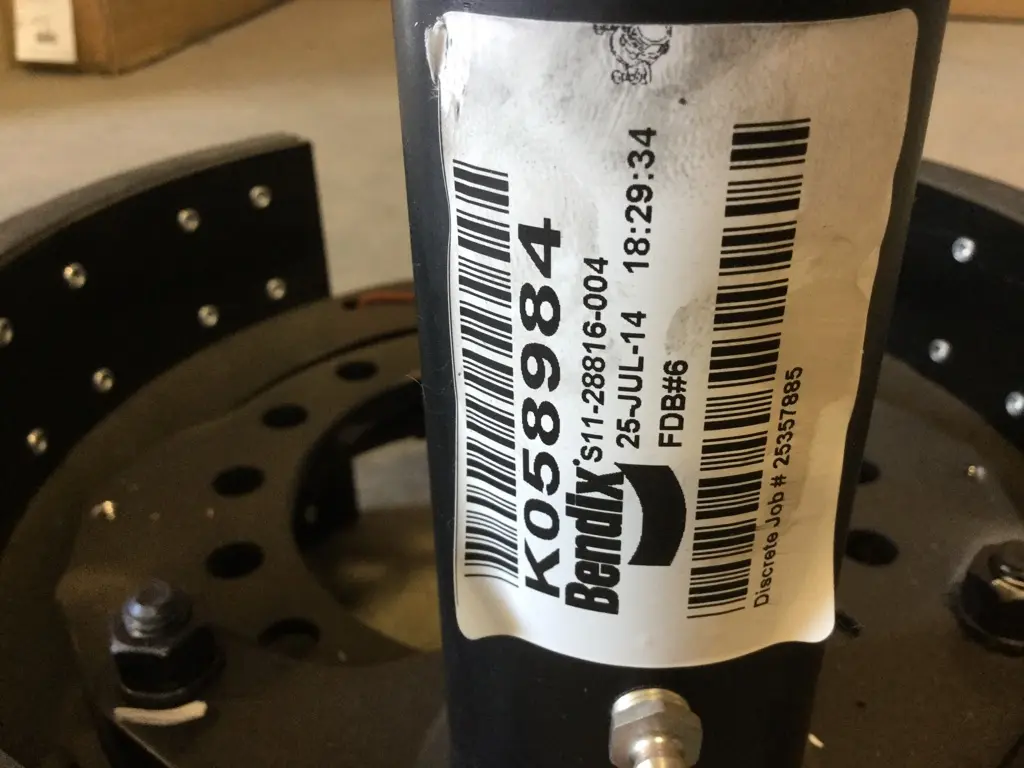 K058984
Bendix
S11-28816-004
25-JUL-14 18:29:34
FDB#6
Discrete Job # 25357885